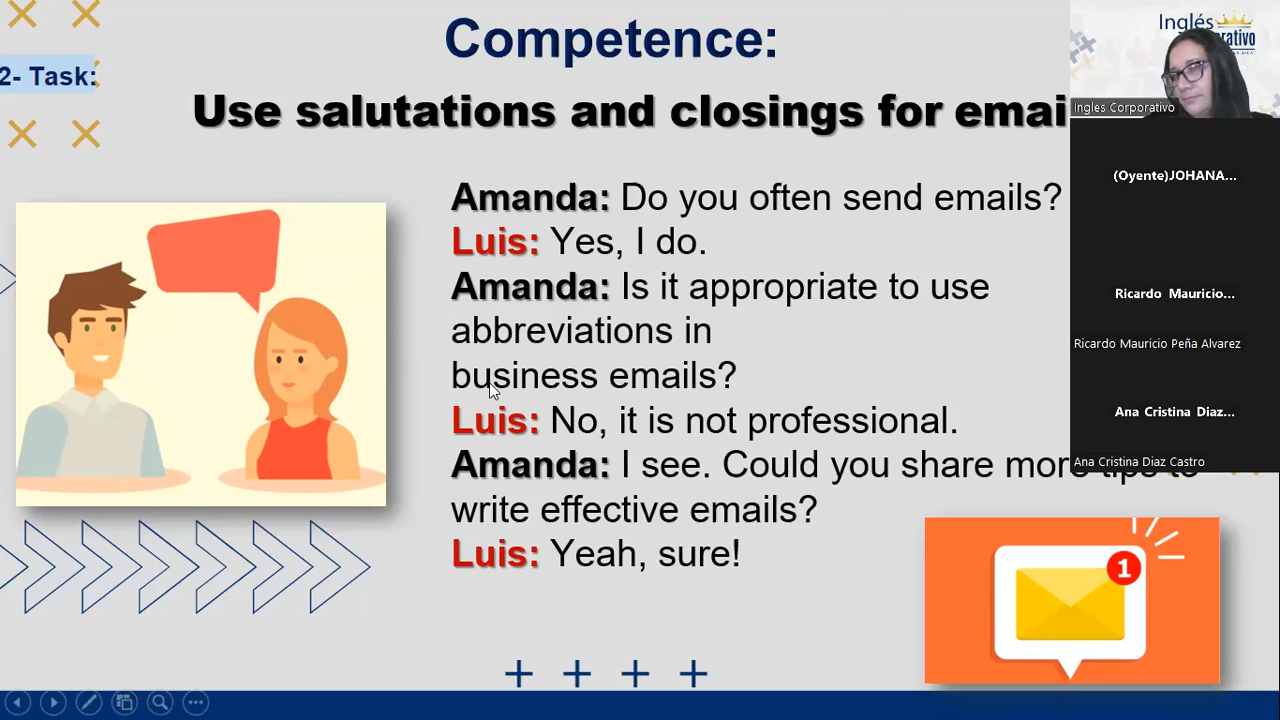 Competence:
2- Task:
Use salutations and closings for emai
Amanda: Do you often send emails?
Luis: Yes, I do.
Amanda: Is it appropriate to use
abbreviations in
business emails?
Luis: No, it is not professional.
Amanda: I see. Could you share more tips to
write effective emails?
Luis: Yeah, sure!
1
Inglés
Ingles Corporativo
(Oyente)JOHANA...
Ricardo Mauricio...
Ricardo Mauricio Peña Alvarez
Ana Cristina Diaz...
Ana Cristina Diaz Castro